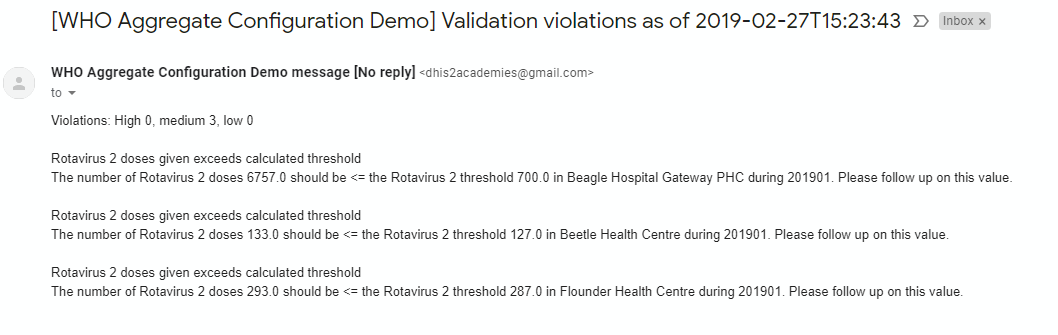 [WHO Aggregate Configuration Demo] Validation violations as of 2019-02-27T15:23:43 Inbox ×
WHO Aggregate Configuration Demo message [No reply] <dhis2academies@gmail.com>
to
Violations: High 0, medium 3, low 0
Rotavirus 2 doses given exceeds calculated threshold
The number of Rotavirus 2 doses 6757.0 should be <= the Rotavirus 2 threshold 700.0 in Beagle Hospital Gateway PHC during 201901. Please follow up on this value.
Rotavirus 2 doses given exceeds calculated threshold
The number of Rotavirus 2 doses 133.0 should be <= the Rotavirus 2 threshold 127.0 in Beetle Health Centre during 201901. Please follow up on this value.
Rotavirus 2 doses given exceeds calculated threshold
The number of Rotavirus 2 doses 293.0 should be <= the Rotavirus 2 threshold 287.0 in Flounder Health Centre during 201901. Please follow up on this value.